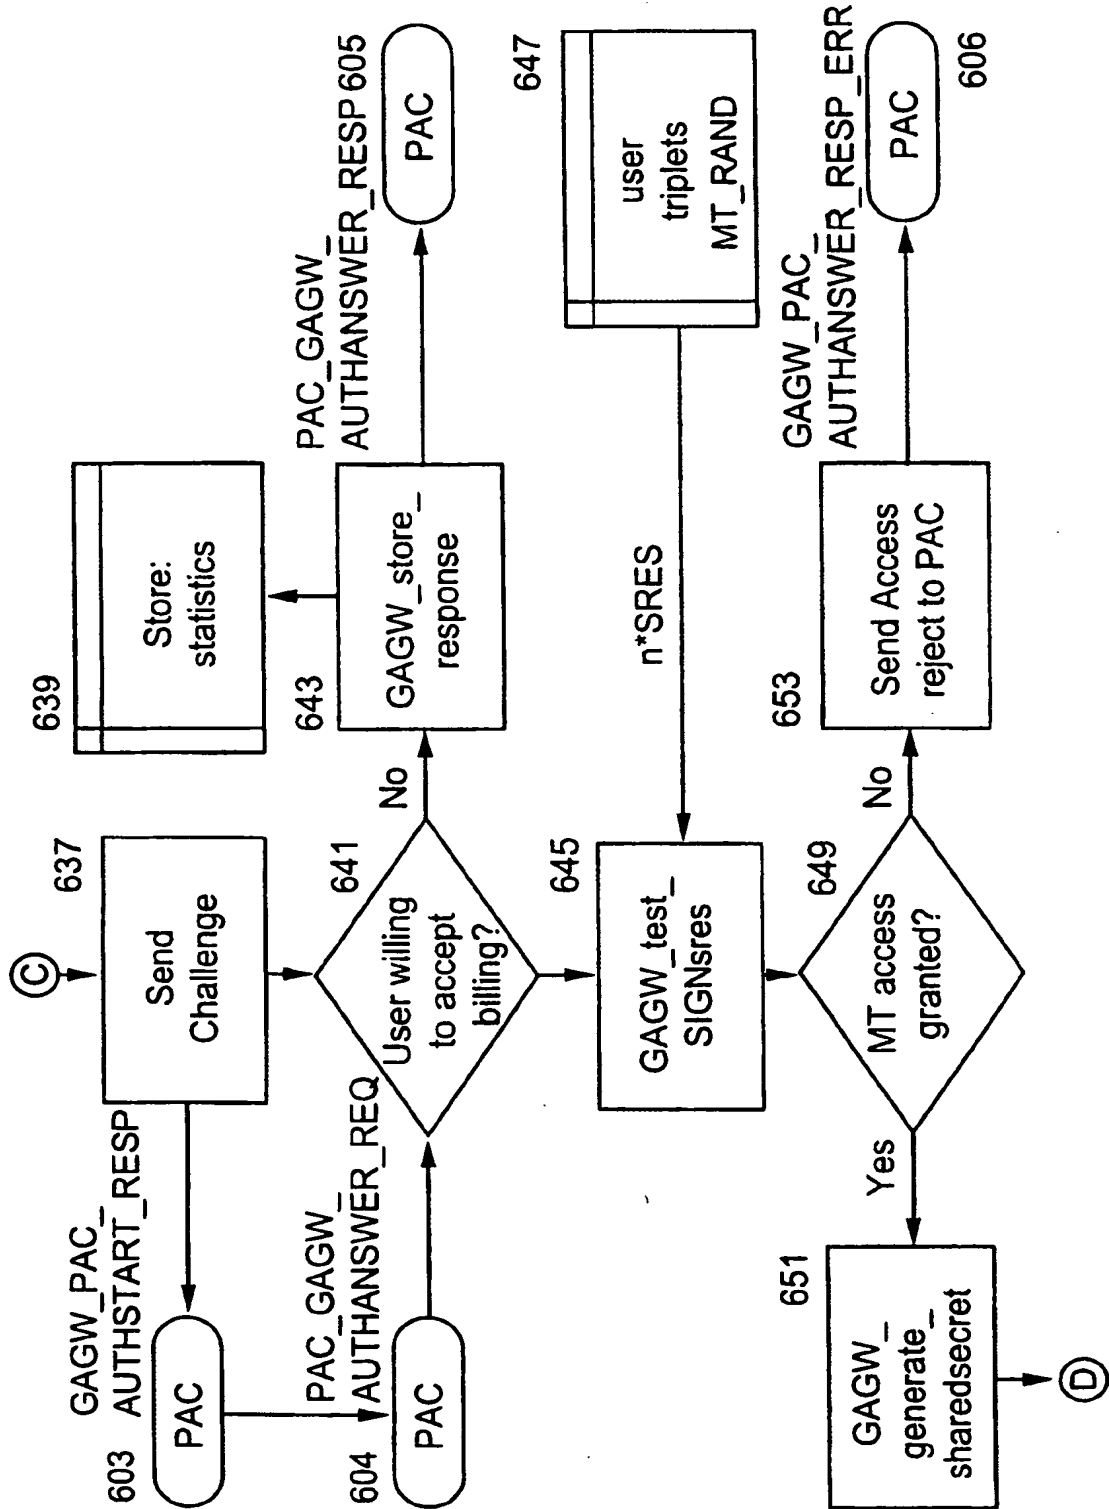 C
637
Send
Challenge
GAGW_PAC_
AUTHSTART_RESP
603
PAC
604
PAC
PAC_GAGW_
AUTHANSWER_REQ
641
User willing
to accept
billing?
No
639
Store:
statistics
643
GAGW_store_
response
PAC_GAGW_
AUTHANSWER_RESP 605
PAC
645
GAGW_test_
SIGNsres
n*SRES
647
user
triplets
MT_RAND
649
MT access
granted?
No
653
Send Access
reject to PAC
GAGW_PAC_
AUTHANSWER_RESP_ERR
PAC
606
Yes
651
GAGW_
generate_
sharedsecret
D